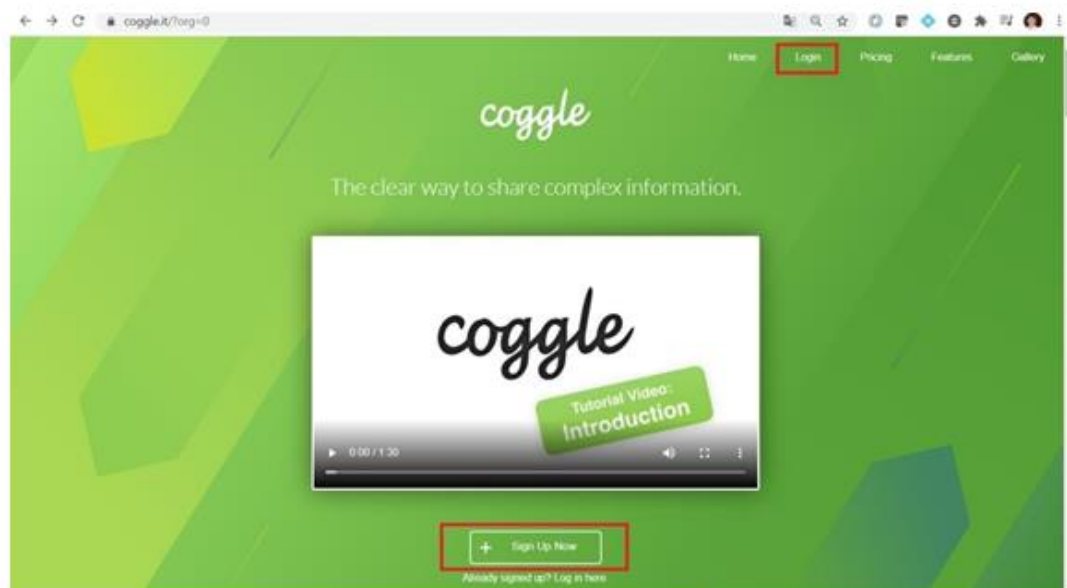 coggle.it/?org=0
Home Login Pricing Features Gallery
coggle
The clear way to share complex information.
coggle
Tutorial Video:
Introduction
0:00 / 1:30
+ Sign Up Now
Already signed up? Log in here